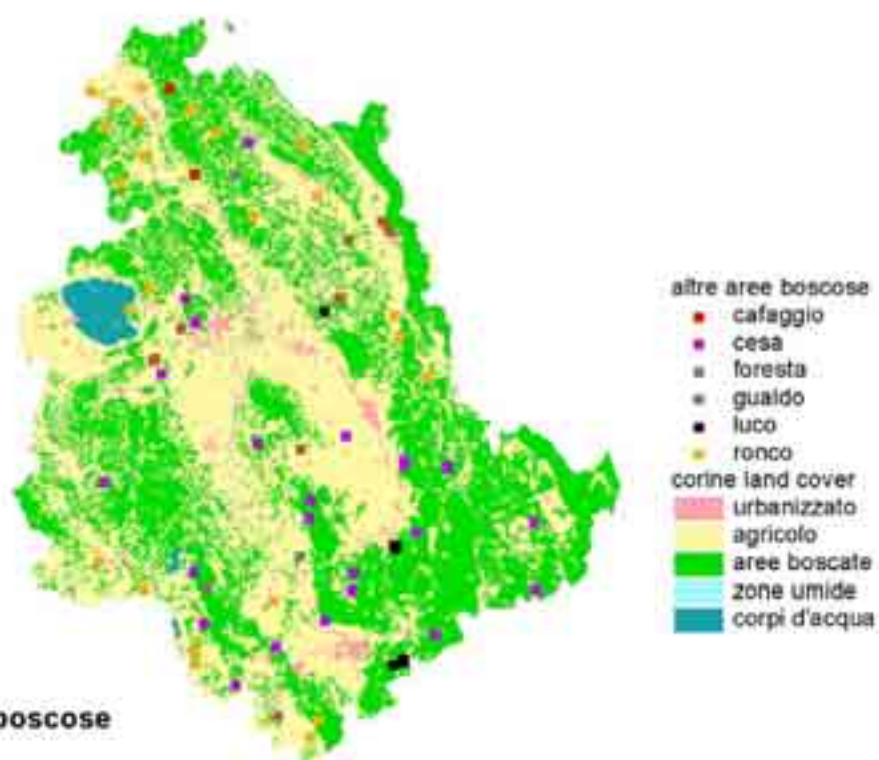 altre aree boscose
cafaggio
cesa
foresta
gualdo
luco
ronco
corine land cover
urbanizzato
agricolo
aree boscate
zone umide
corpi d'acqua
boscose